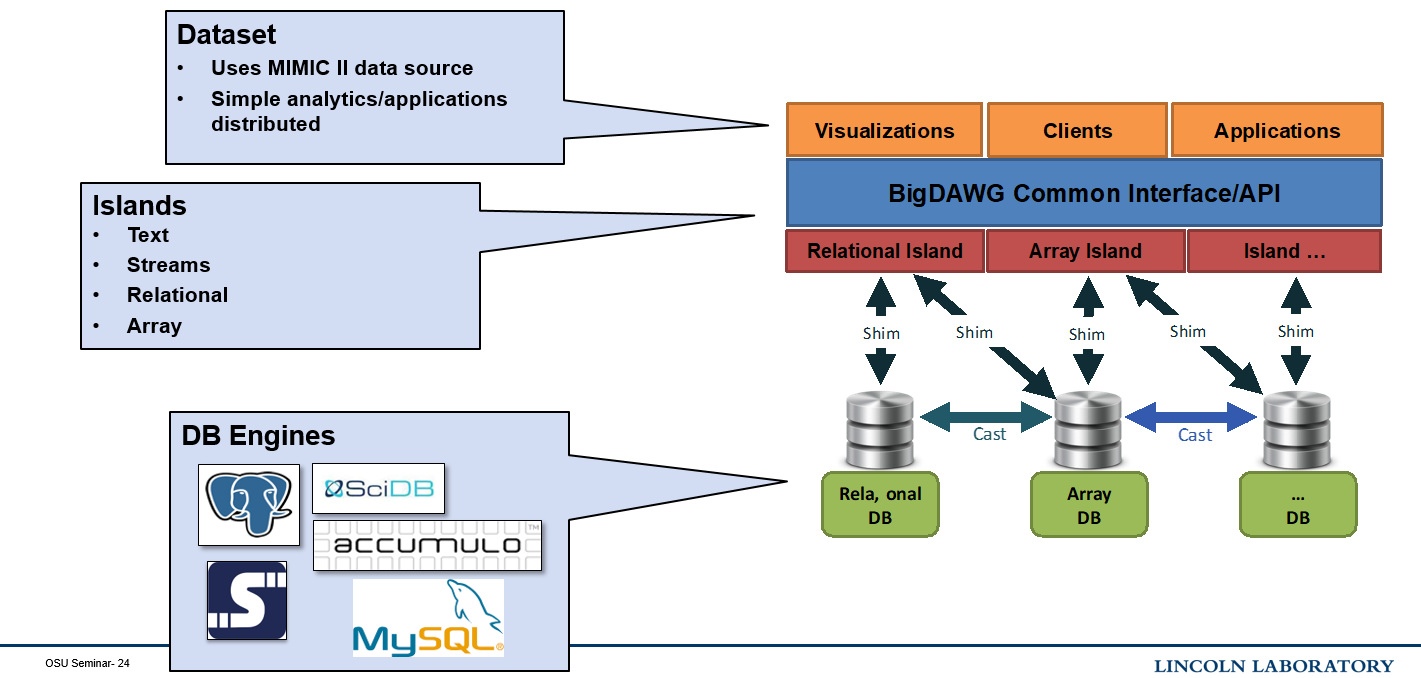 Dataset
• Uses MIMIC II data source
• Simple analytics/applications
distributed
Islands
• Text
• Streams
• Relational
• Array
DB Engines
SciDB
accumulo
TM
S
MySQL®
Visualizations
Clients
Applications
BigDAWG Common Interface/API
Relational Island
Array Island
Island …
Shim
Shim
Shim
Shim
Shim
Cast
Cast
Rela, onal
DB
Array
DB
...
DB
OSU Seminar- 24
LINCOLN LABORATORY